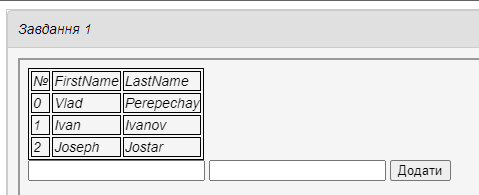 Завдання 1
№ FirstName LastName
0 Vlad Perepechay
1 Ivan Ivanov
2 Joseph Jostar
Додати